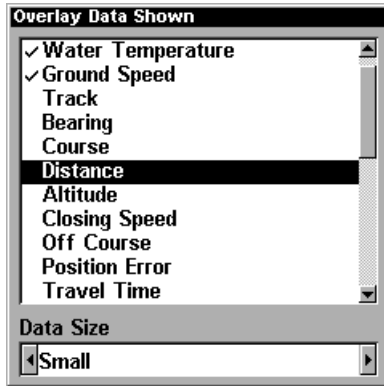 Overlay Data Shown
✓ Water Temperature
✓ Ground Speed
Track
Bearing
Course
Distance
Altitude
Closing Speed
Off Course
Position Error
Travel Time
Data Size
Small